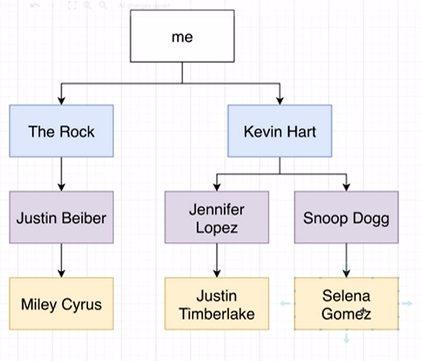 me
The Rock
Kevin Hart
Justin Beiber
Jennifer
Lopez
Snoop Dogg
Miley Cyrus
Justin
Timberlake
Selena
Gomez